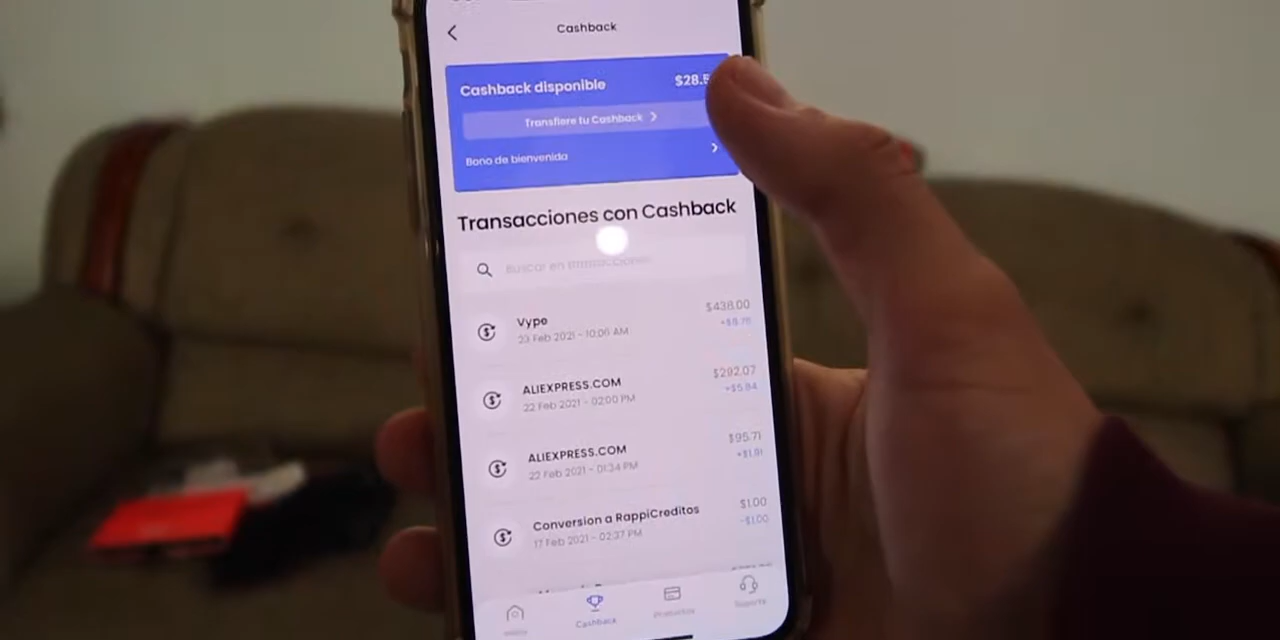 Cashback
Cashback disponible $28.5
Transfiere tu Cashback
Bono de bienvenida
Transacciones con Cashback
Buscar en transacciones
Vype $438.00
23 Feb 2021 - 10:06 AM
ALIEXPRESS.COM $292.07
22 Feb 2021 - 02:00 PM +$5.84
ALIEXPRESS.COM $95.71
22 Feb 2021 - 01:34 PM +$1.91
Conversion a RappiCreditos $1.00
17 Feb 2021 - 02:37 PM -$1.00
Cashback Productos Soporte